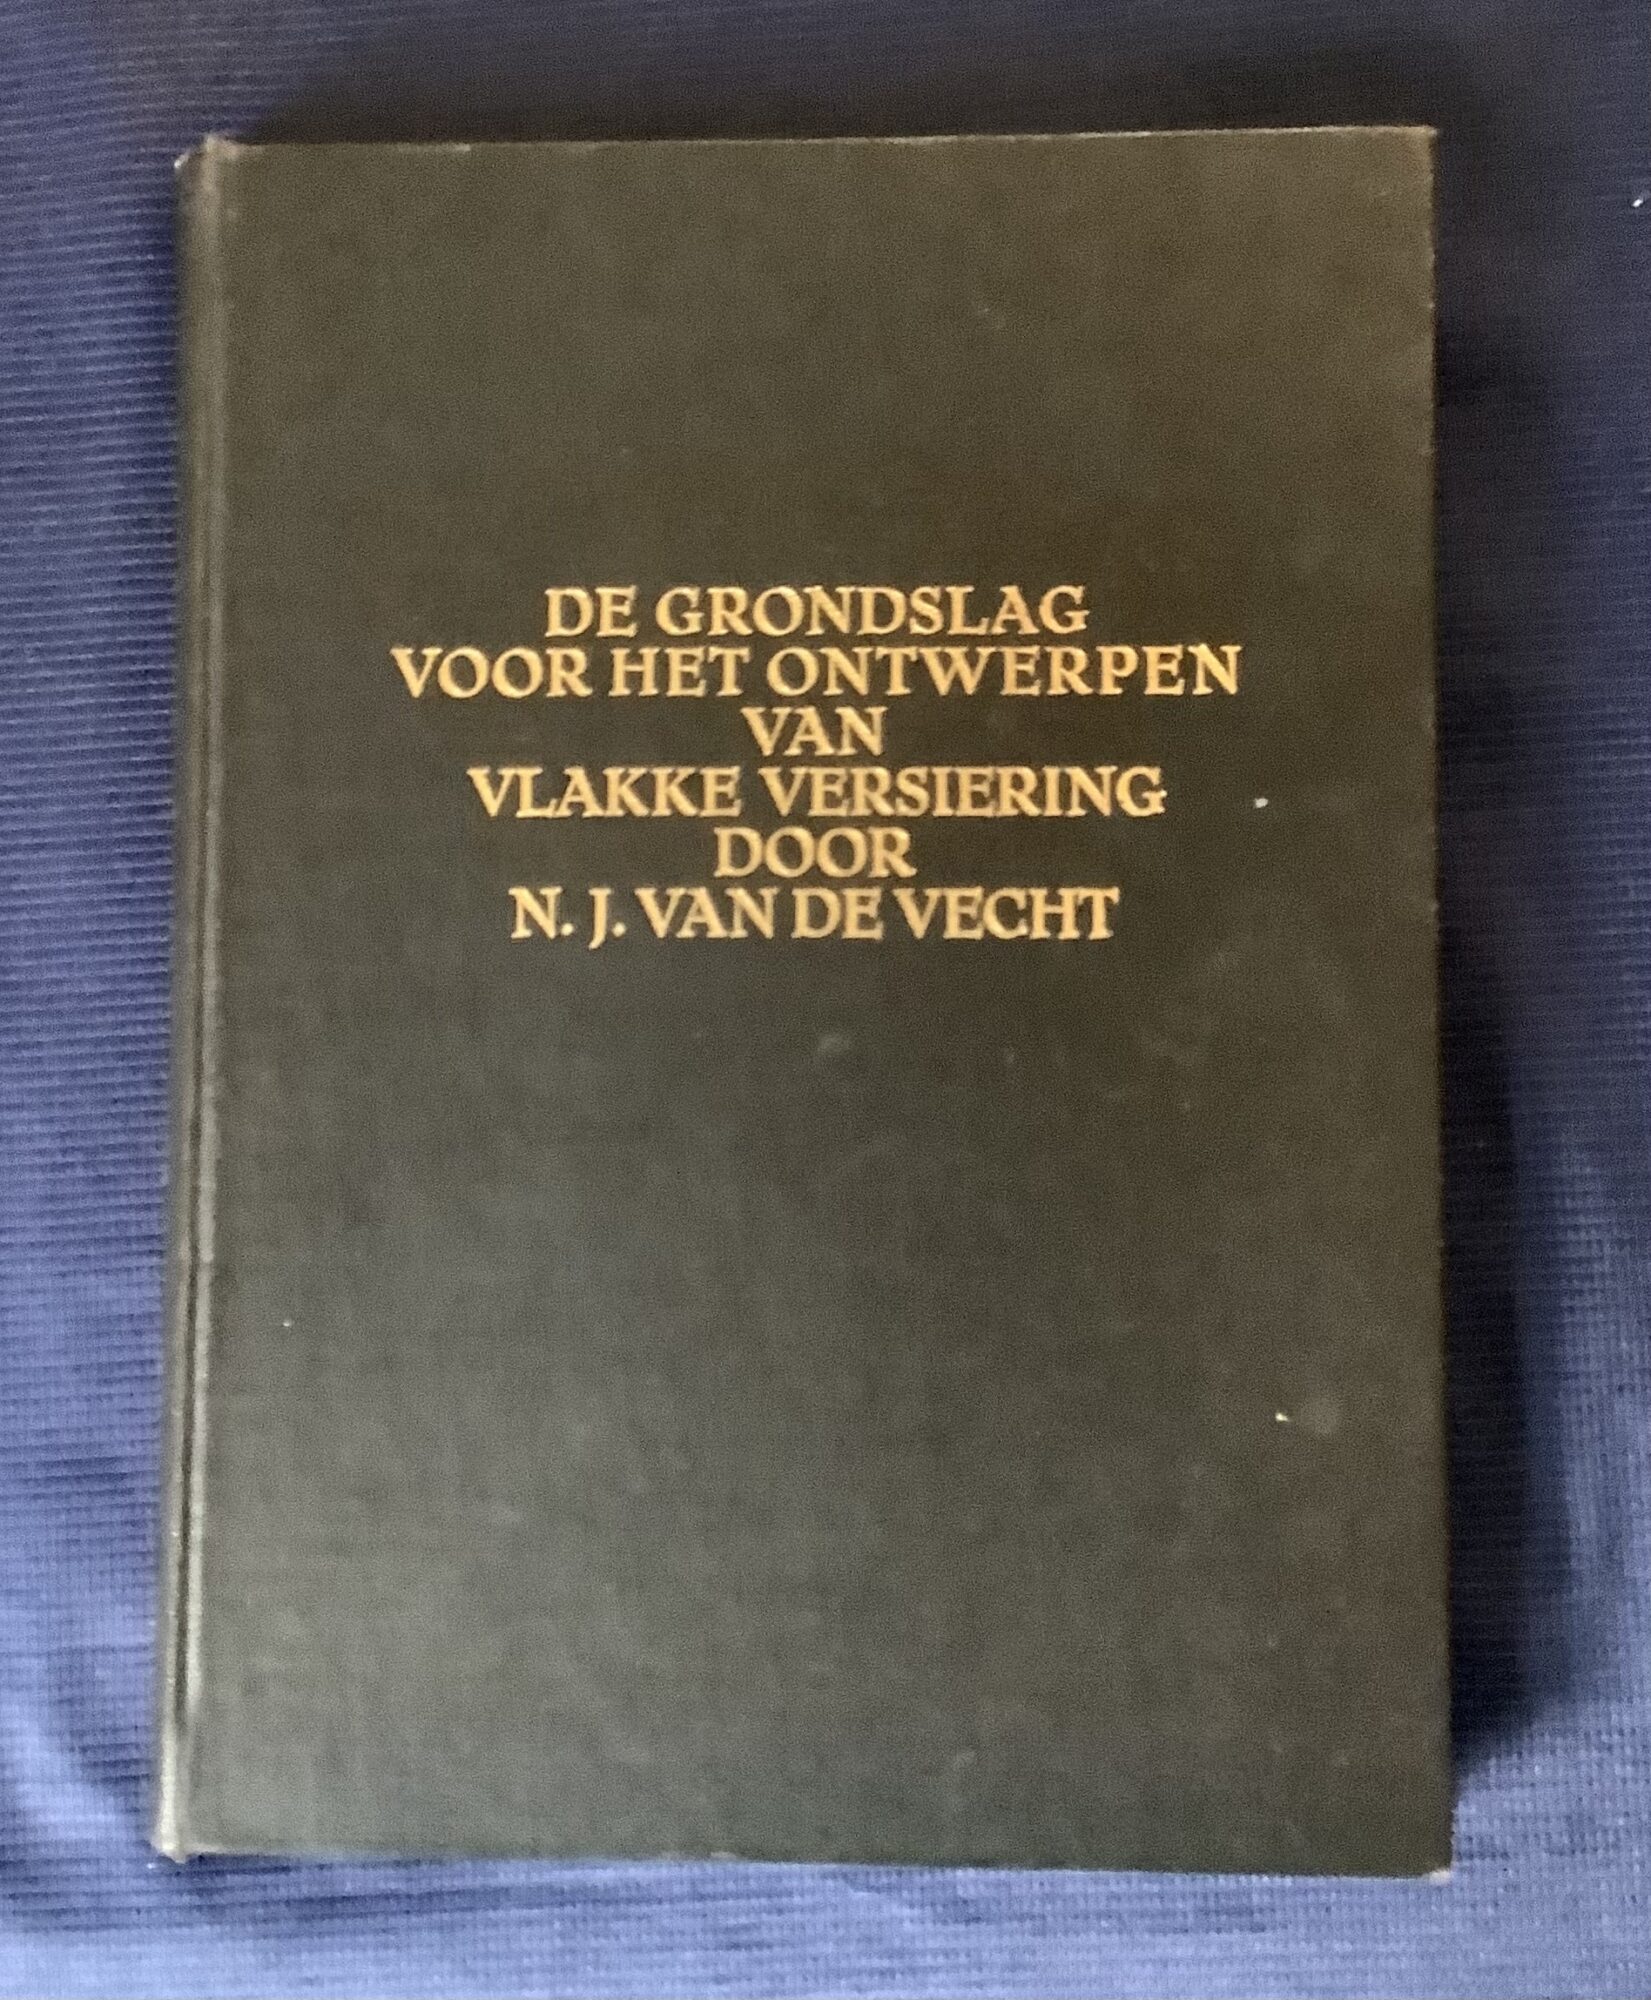 DE GRONDSLAG
VOOR HET ONTWERPEN
VAN
VLAKKE VERSIERING
DOOR
N. J. VAN DE VECHT